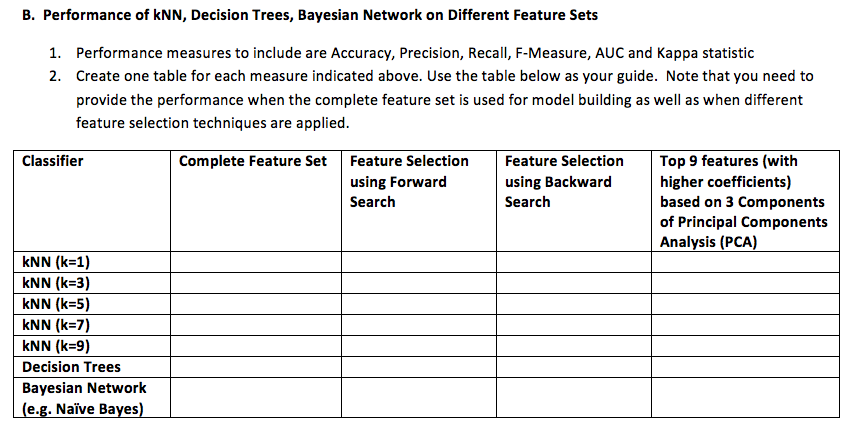 B. Performance of kNN, Decision Trees, Bayesian Network on Different Feature Sets
1. Performance measures to include are Accuracy, Precision, Recall, F-Measure, AUC and Kappa statistic
2. Create one table for each measure indicated above. Use the table below as your guide. Note that you need to
provide the performance when the complete feature set is used for model building as well as when different
feature selection techniques are applied.
Classifier
Complete Feature Set
Feature Selection
using Forward
Search
Feature Selection
using Backward
Search
Top 9 features (with
higher coefficients)
based on 3 Components
of Principal Components
Analysis (PCA)
kNN (k=1)
kNN (k=3)
kNN (k=5)
kNN (k=7)
kNN (k=9)
Decision Trees
Bayesian Network
(e.g. Naïve Bayes)